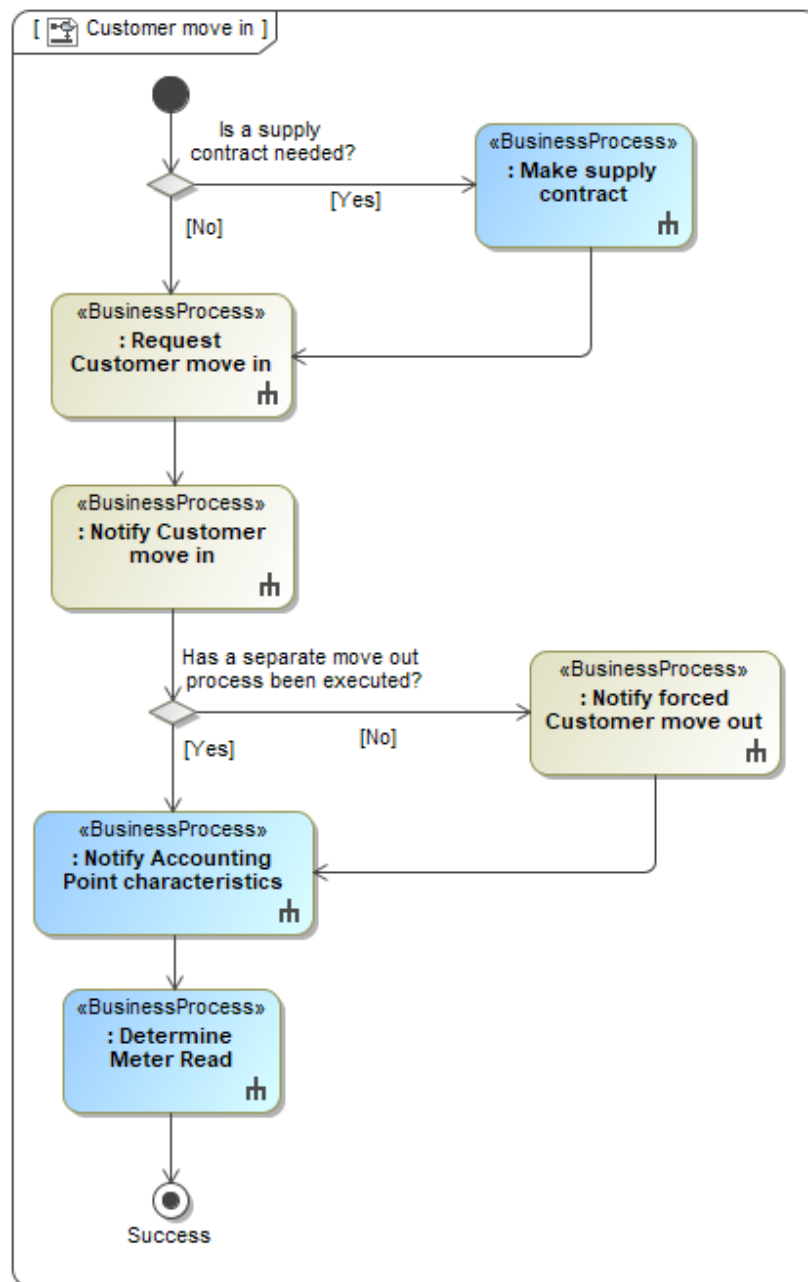 [ Customer move in ]
Is a supply
contract needed?
«BusinessProcess»
: Make supply
contract
[Yes]
[No]
«BusinessProcess»
: Request
Customer move in
«BusinessProcess»
: Notify Customer
move in
Has a separate move out
process been executed?
«BusinessProcess»
: Notify forced
Customer move out
[No]
[Yes]
«BusinessProcess»
: Notify Accounting
Point characteristics
«BusinessProcess»
: Determine
Meter Read
Success